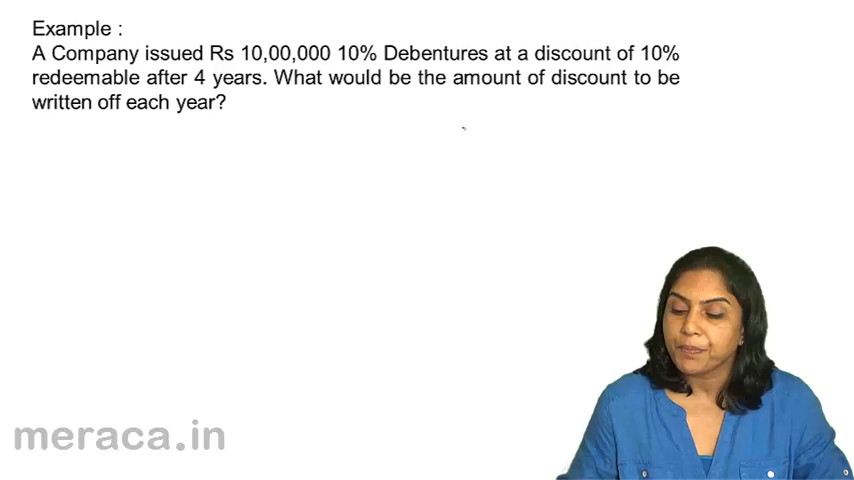 Example :
A Company issued Rs 10,00,000 10% Debentures at a discount of 10%
redeemable after 4 years. What would be the amount of discount to be
written off each year?
meraca.in